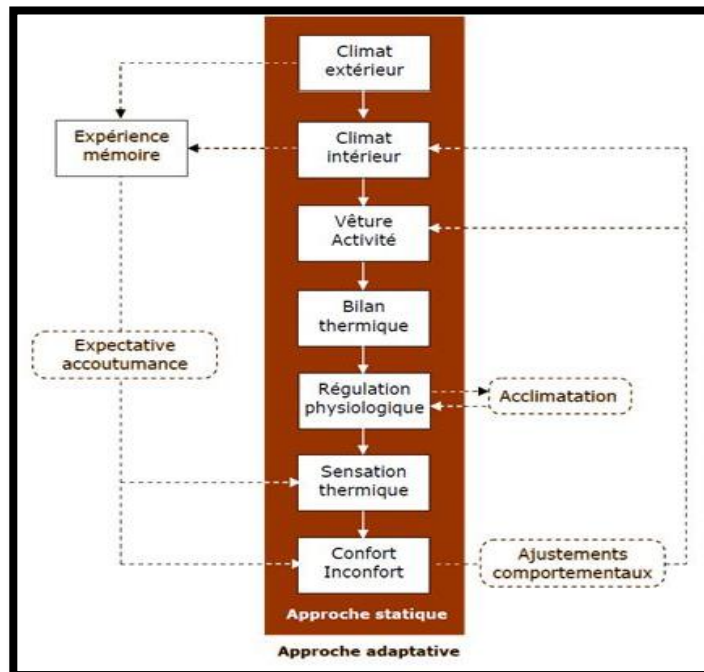 Climat
extérieur
Expérience
mémoire
Climat
intérieur
Vêture
Activité
Bilan
thermique
Expectative
accoutumance
Régulation
physiologique
Acclimatation
Sensation
thermique
Confort
Inconfort
Ajustements
comportementaux
Approche statique
Approche adaptative